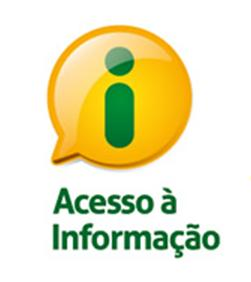 i
Acesso à
Informação